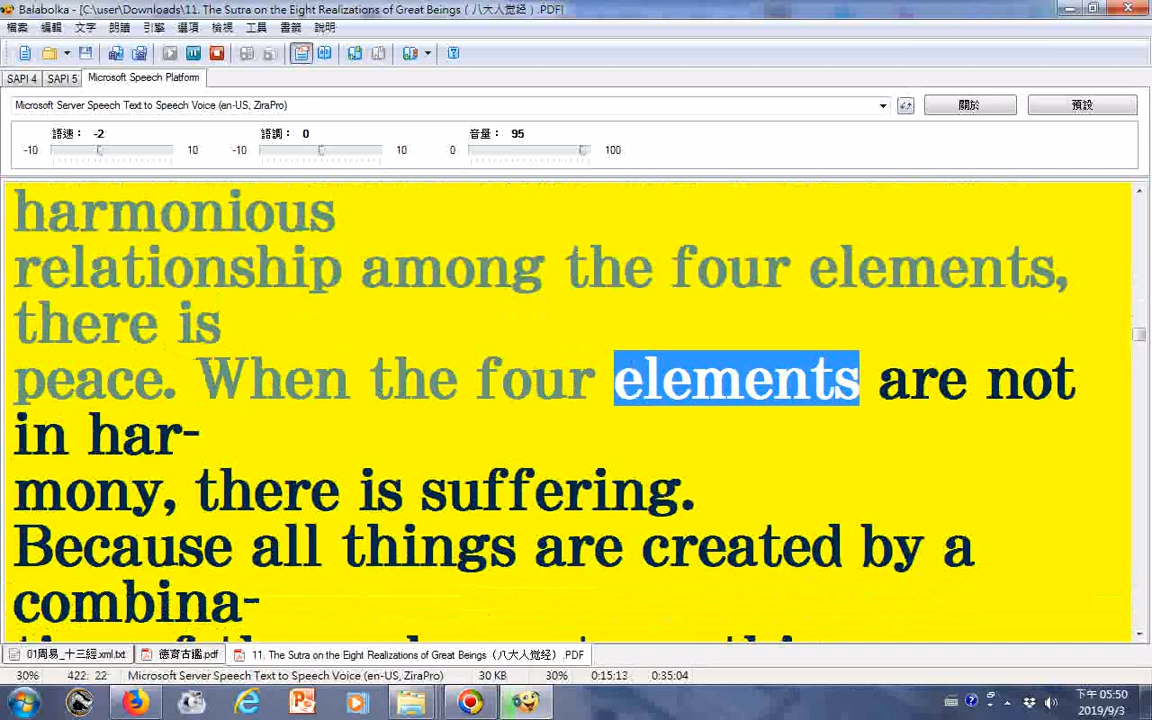 Balabolka - [C:\user\Downloads\11. The Sutra on the Eight Realizations of Great Beings（八大人觉经）.PDF]
檔案 編輯 文字 朗讀 引擎 選項 檢視 工具 書籤 說明
SAPI 4 SAPI 5 Microsoft Speech Platform
Microsoft Server Speech Text to Speech Voice (en-US, ZiraPro) 關於 預設
語速： -2 語調： 0 音量： 95
-10 10 -10 10 0 100
harmonious
relationship among the four elements,
there is
peace. When the four elements are not
in har-
mony, there is suffering.
Because all things are created by a
combina-
01周易_十三經.xml.txt 德育古鑑.pdf 11. The Sutra on the Eight Realizations of Great Beings（八大人觉经）.PDF
30% 422: 22 Microsoft Server Speech Text to Speech Voice (en-US, ZiraPro) 30 KB 30% 0:15:13 0:35:04
下午 05:50
2019/9/3